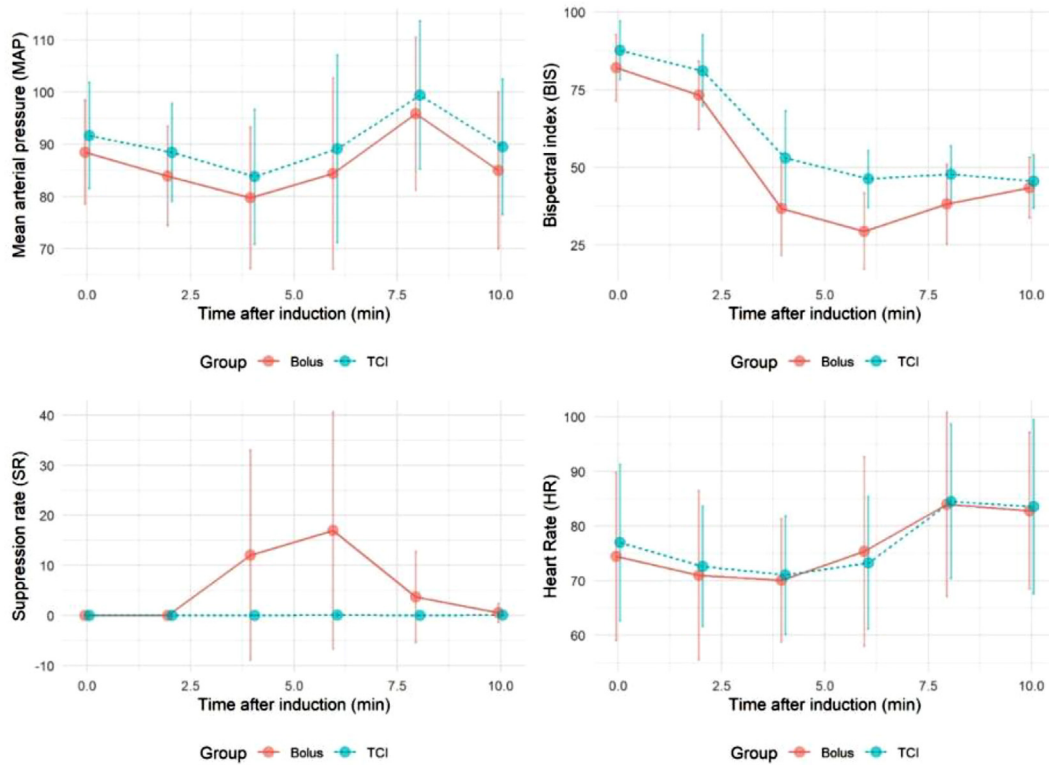 Mean arterial pressure (MAP)
110
100
90
80
70
0.0 2.5 5.0 7.5 10.0
Time after induction (min)
Group Bolus TCI
Bispectral index (BIS)
100
75
50
25
0.0 2.5 5.0 7.5 10.0
Time after induction (min)
Group Bolus TCI
Suppression rate (SR)
40
30
20
10
0
-10
0.0 2.5 5.0 7.5 10.0
Time after induction (min)
Group Bolus TCI
Heart Rate (HR)
100
90
80
70
60
0.0 2.5 5.0 7.5 10.0
Time after induction (min)
Group Bolus TCI